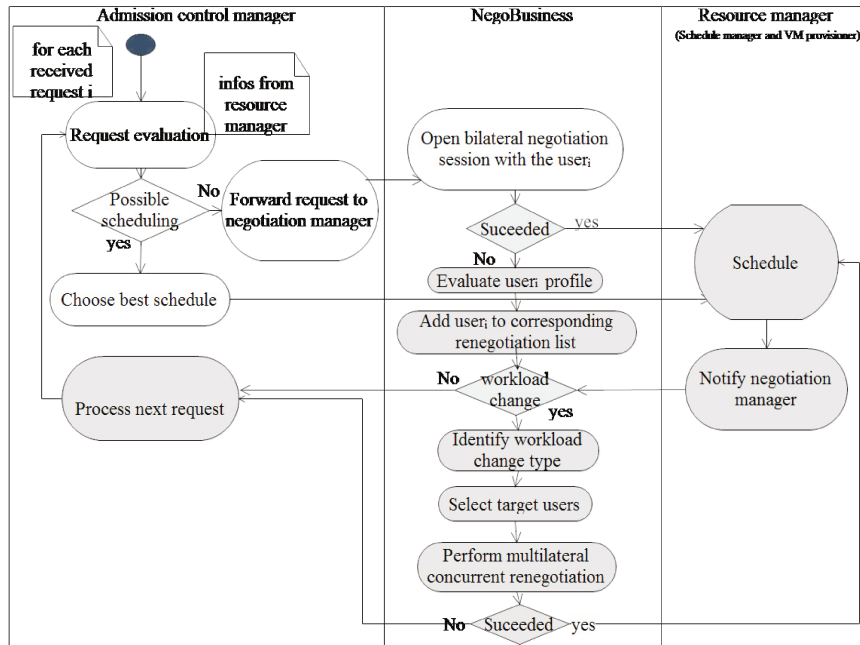 Admission control manager
NegoBusiness
Resource manager
(Schedule manager and VM provisioner)
for each
received
request i
infos from
resource
manager
Request evaluation
Open bilateral negotiation
session with the userᵢ
No
Possible
scheduling
yes
Forward request to
negotiation manager
Suceeded
yes
No
Schedule
Evaluate userᵢ profile
Choose best schedule
Add userᵢ to corresponding
renegotiation list
No
workload
change
yes
Notify negotiation
manager
Process next request
Identify workload
change type
Select target users
Perform multilateral
concurrent renegotiation
No
Suceeded
yes